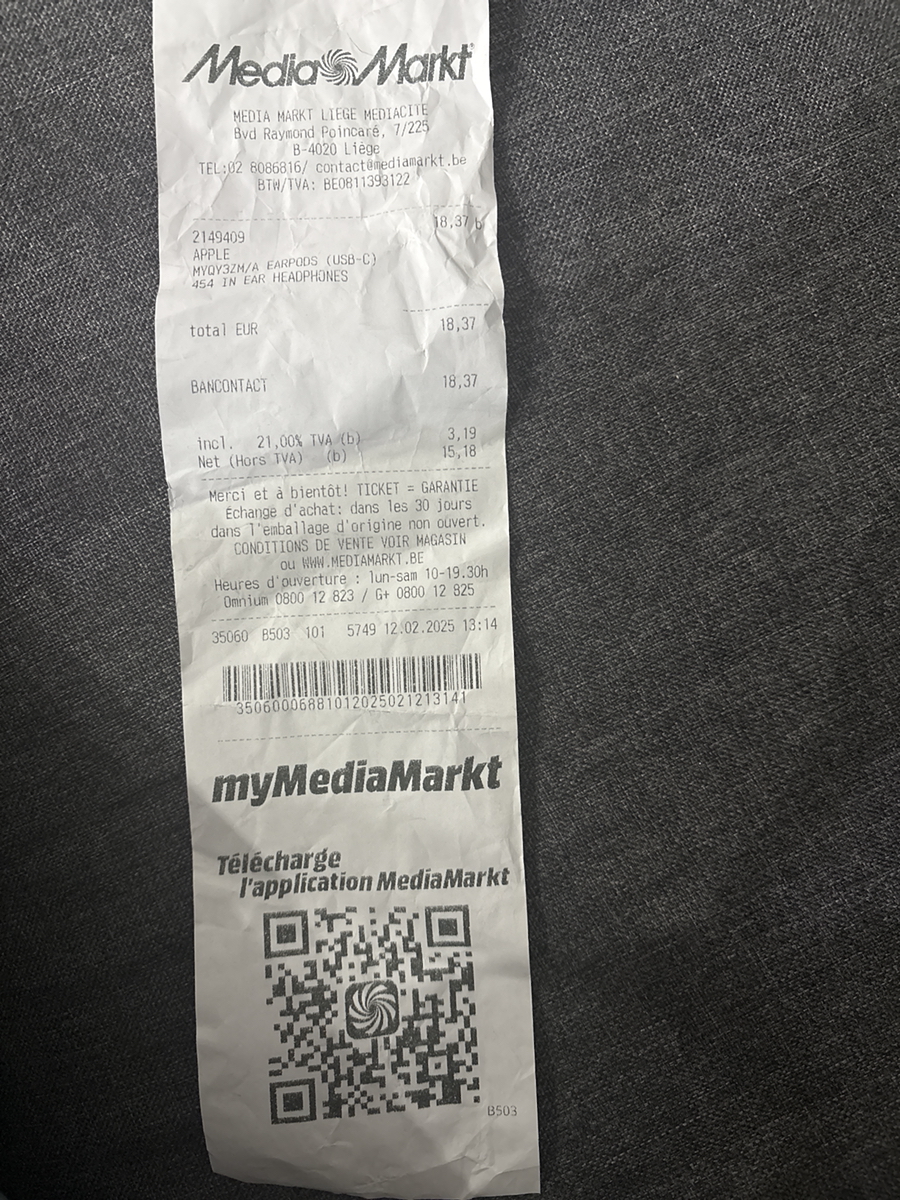 Media Markt
MEDIA MARKT LIEGE MEDIACITE
Bvd Raymond Poincaré, 7/225
B-4020 Liège
TEL:02 8086816/ contact@mediamarkt.be
BTW/TVA: BE0811393122
2149409 18,37 b
APPLE
MYQY3ZM/A EARPODS (USB-C)
454 IN EAR HEADPHONES
total EUR 18,37
BANCONTACT 18,37
incl. 21,00% TVA (b) 3,19
Net (Hors TVA) (b) 15,18
Merci et à bientôt! TICKET = GARANTIE
Échange d'achat: dans les 30 jours
dans l'emballage d'origine non ouvert.
CONDITIONS DE VENTE VOIR MAGASIN
ou WWW.MEDIAMARKT.BE
Heures d'ouverture : lun-sam 10-19.30h
Omnium 0800 12 823 / G+ 0800 12 825
35060 B503 101 5749 12.02.2025 13:14
35060006881012025021213141
myMediaMarkt
Télécharge
l'application MediaMarkt
B503